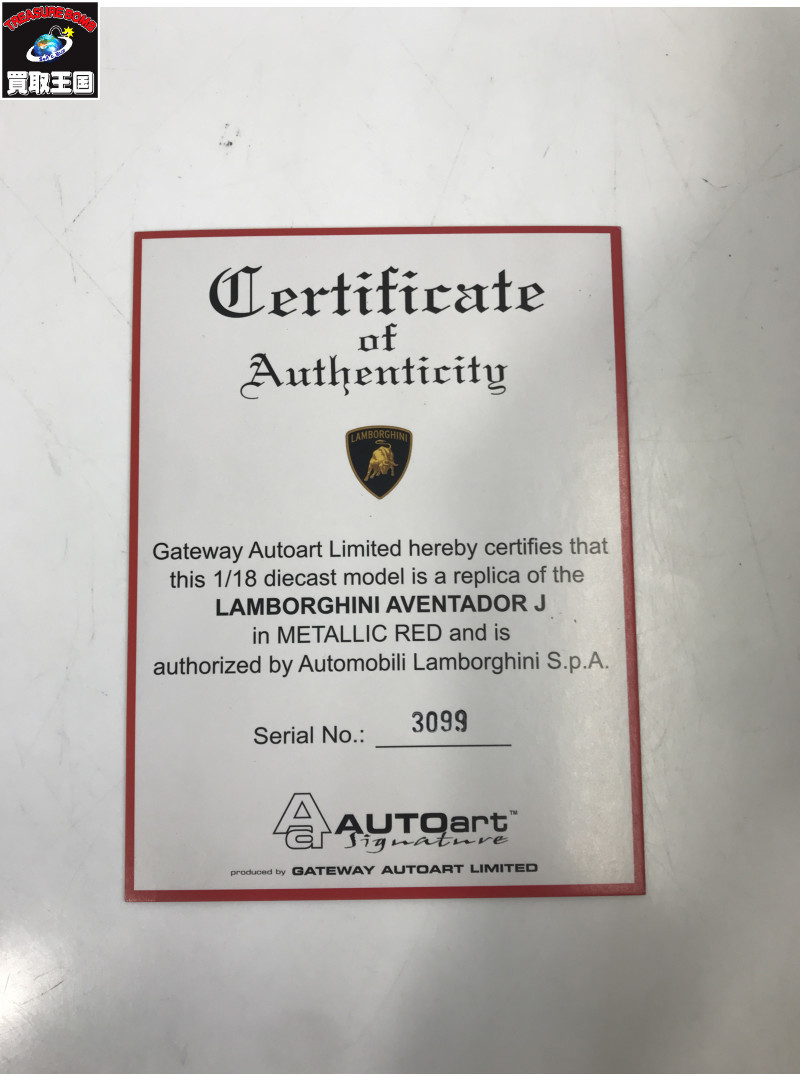 TREASURE BOMB
買取王国
Certificate
of
Authenticity
LAMBORGHINI
Gateway Autoart Limited hereby certifies that
this 1/18 diecast model is a replica of the
LAMBORGHINI AVENTADOR J
in METALLIC RED and is
authorized by Automobili Lamborghini S.p.A.
Serial No.: 3099
Aa AUTOart™
Signature
produced by GATEWAY AUTOART LIMITED